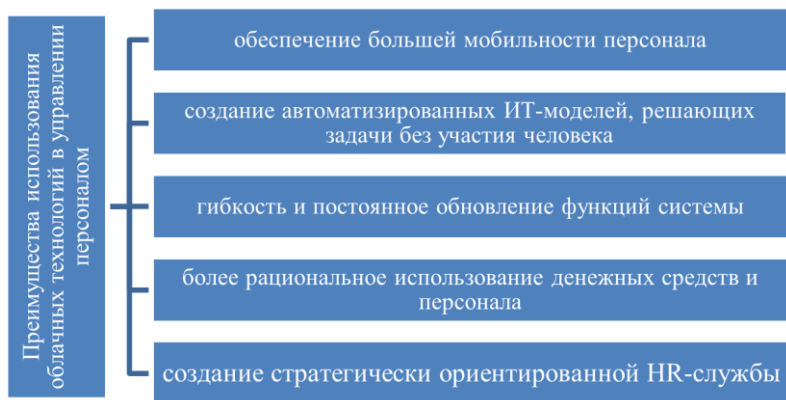 Преимущества использования
облачных технологий в управлении
персоналом
обеспечение большей мобильности персонала
создание автоматизированных ИТ-моделей, решающих
задачи без участия человека
гибкость и постоянное обновление функций системы
более рациональное использование денежных средств и
персонала
создание стратегически ориентированной HR-службы